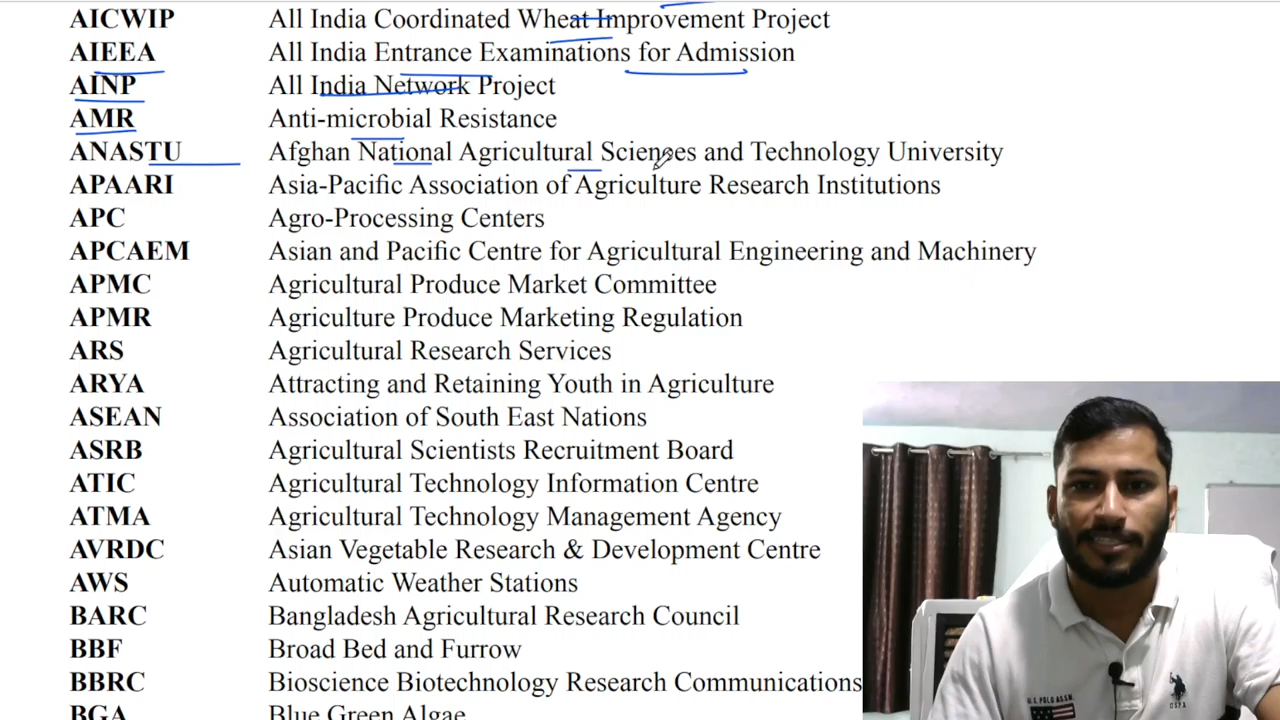 AICWIP All India Coordinated Wheat Improvement Project
AIEEA All India Entrance Examinations for Admission
AINP All India Network Project
AMR Anti-microbial Resistance
ANASTU Afghan National Agricultural Sciences and Technology University
APAARI Asia-Pacific Association of Agriculture Research Institutions
APC Agro-Processing Centers
APCAEM Asian and Pacific Centre for Agricultural Engineering and Machinery
APMC Agricultural Produce Market Committee
APMR Agriculture Produce Marketing Regulation
ARS Agricultural Research Services
ARYA Attracting and Retaining Youth in Agriculture
ASEAN Association of South East Nations
ASRB Agricultural Scientists Recruitment Board
ATIC Agricultural Technology Information Centre
ATMA Agricultural Technology Management Agency
AVRDC Asian Vegetable Research & Development Centre
AWS Automatic Weather Stations
BARC Bangladesh Agricultural Research Council
BBF Broad Bed and Furrow
BBRC Bioscience Biotechnology Research Communications
BGA Blue Green Algae
U.S. POLO ASSN.
USPA